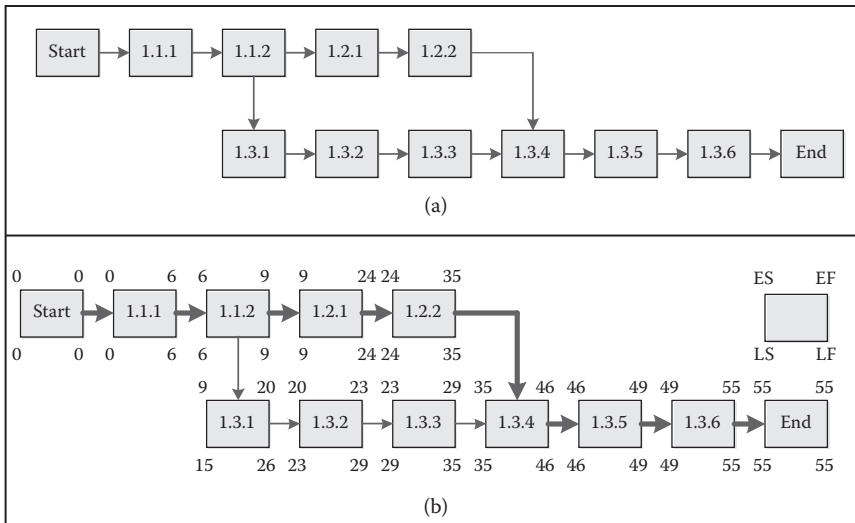 Start 1.1.1 1.1.2 1.2.1 1.2.2
1.3.1 1.3.2 1.3.3 1.3.4 1.3.5 1.3.6 End
(a)
0 0 0 6 6 9 9 24 24 35 ES EF
Start 1.1.1 1.1.2 1.2.1 1.2.2
0 0 0 6 6 9 9 24 24 35 LS LF
9 20 20 23 23 29 35 46 46 49 49 55 55 55
1.3.1 1.3.2 1.3.3 1.3.4 1.3.5 1.3.6 End
15 26 23 29 29 35 35 46 46 49 49 55 55 55
(b)